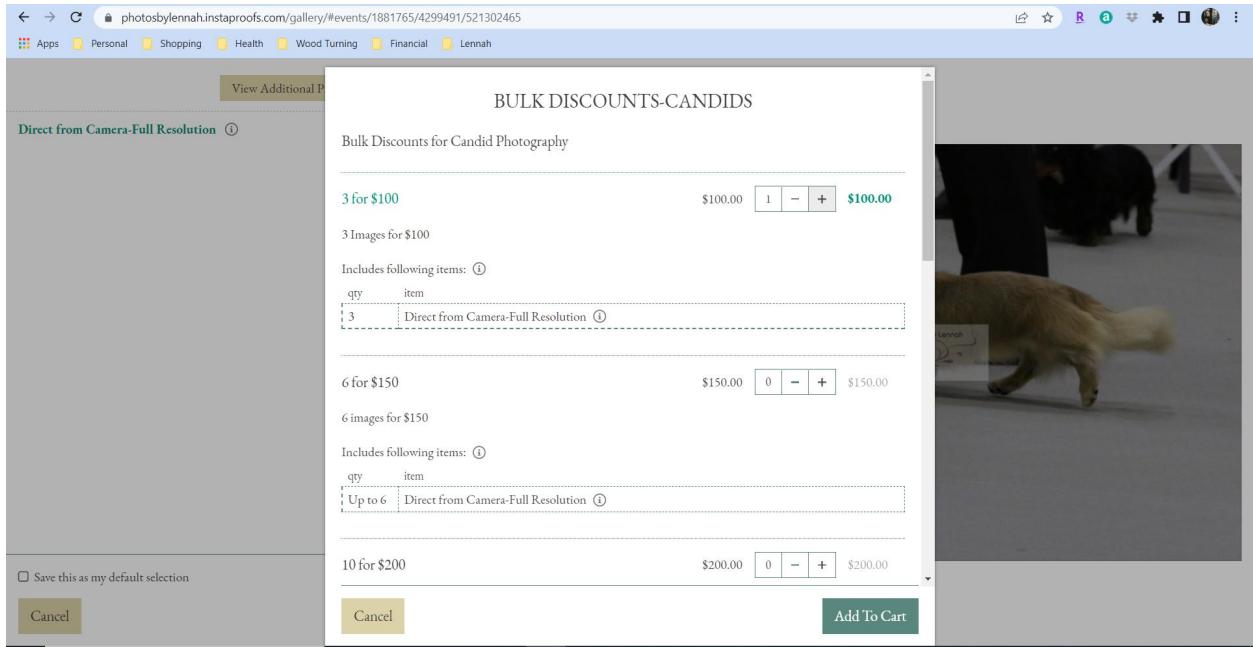 photosbylennah.instaproofs.com/gallery/#events/1881765/4299491/521302465
Apps Personal Shopping Health Wood Turning Financial Lennah
View Additional P
Direct from Camera-Full Resolution
BULK DISCOUNTS-CANDIDS
Bulk Discounts for Candid Photography
3 for $100 $100.00 1 − + $100.00
3 Images for $100
Includes following items:
qty item
3 Direct from Camera-Full Resolution
6 for $150 $150.00 0 − + $150.00
6 images for $150
Includes following items:
qty item
Up to 6 Direct from Camera-Full Resolution
10 for $200 $200.00 0 − + $200.00
Save this as my default selection
Cancel
Cancel Add To Cart
Lennah